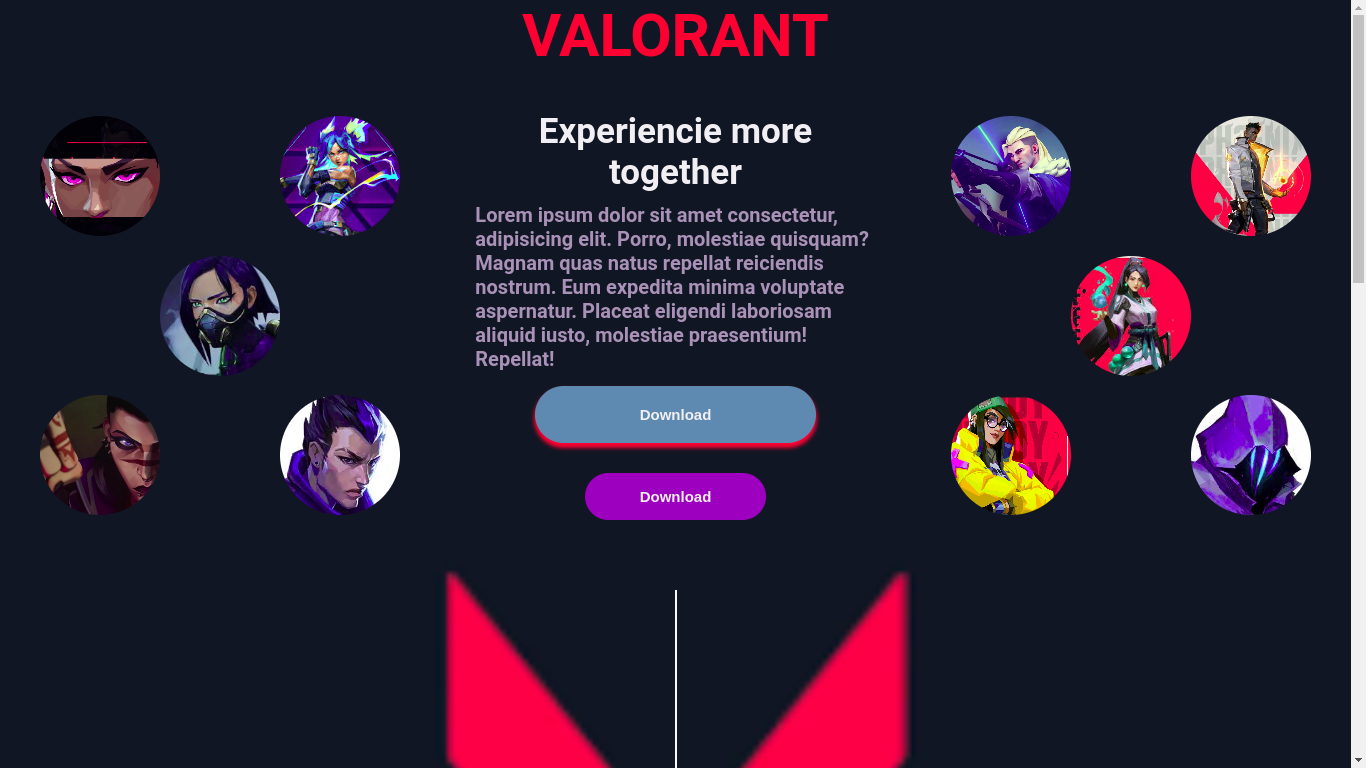 VALORANT
Experiencie more
together
Lorem ipsum dolor sit amet consectetur,
adipisicing elit. Porro, molestiae quisquam?
Magnam quas natus repellat reiciendis
nostrum. Eum expedita minima voluptate
aspernatur. Placeat eligendi laboriosam
aliquid iusto, molestiae praesentium!
Repellat!
Download
Download